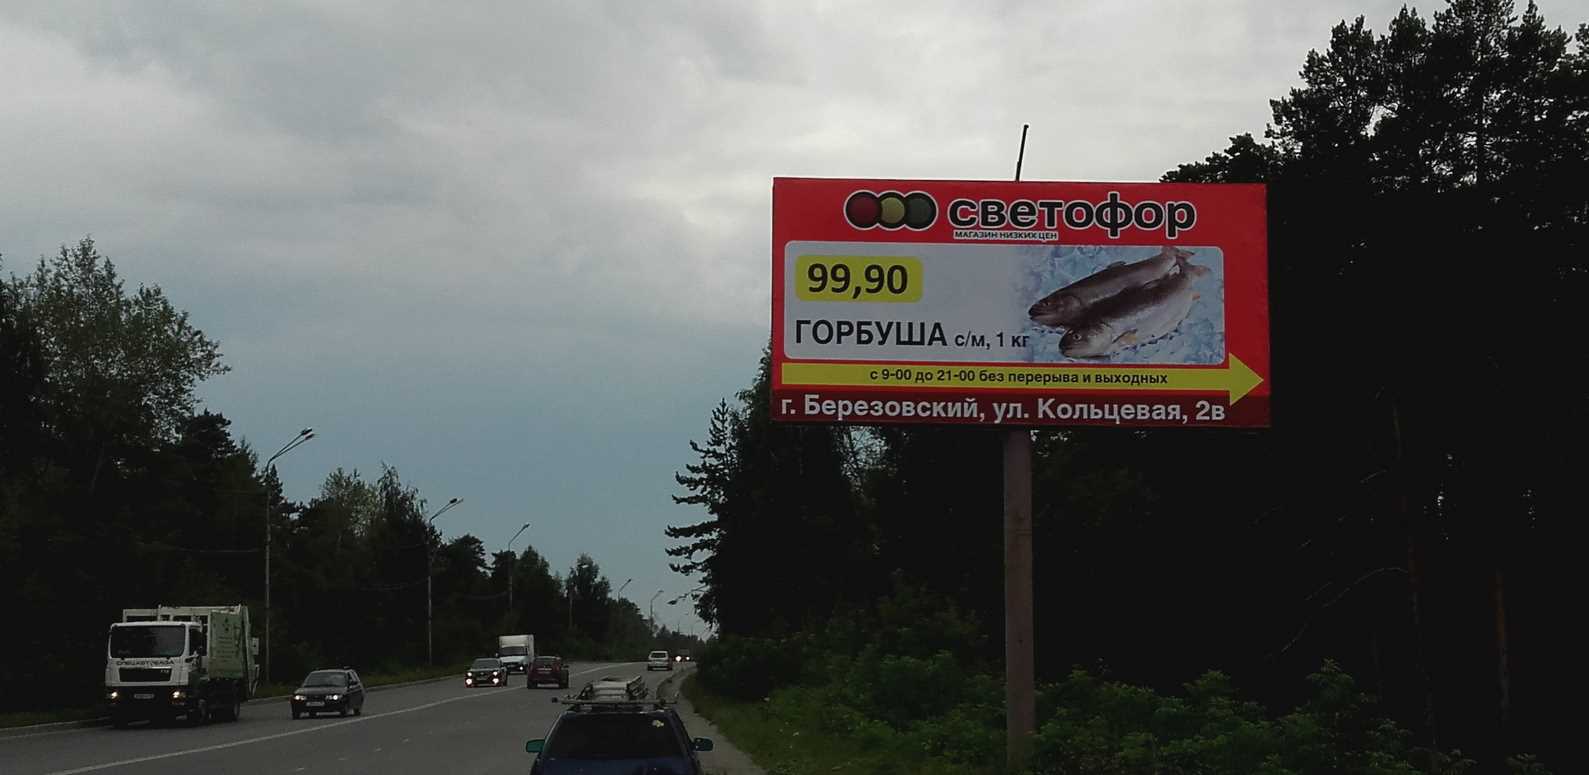 светофор
МАГАЗИН НИЗКИХ ЦЕН
99,90
ГОРБУША с/м, 1 кг
с 9-00 до 21-00 без перерыва и выходных
г. Березовский, ул. Кольцевая, 2в
СПЕЦАВТОБАЗА